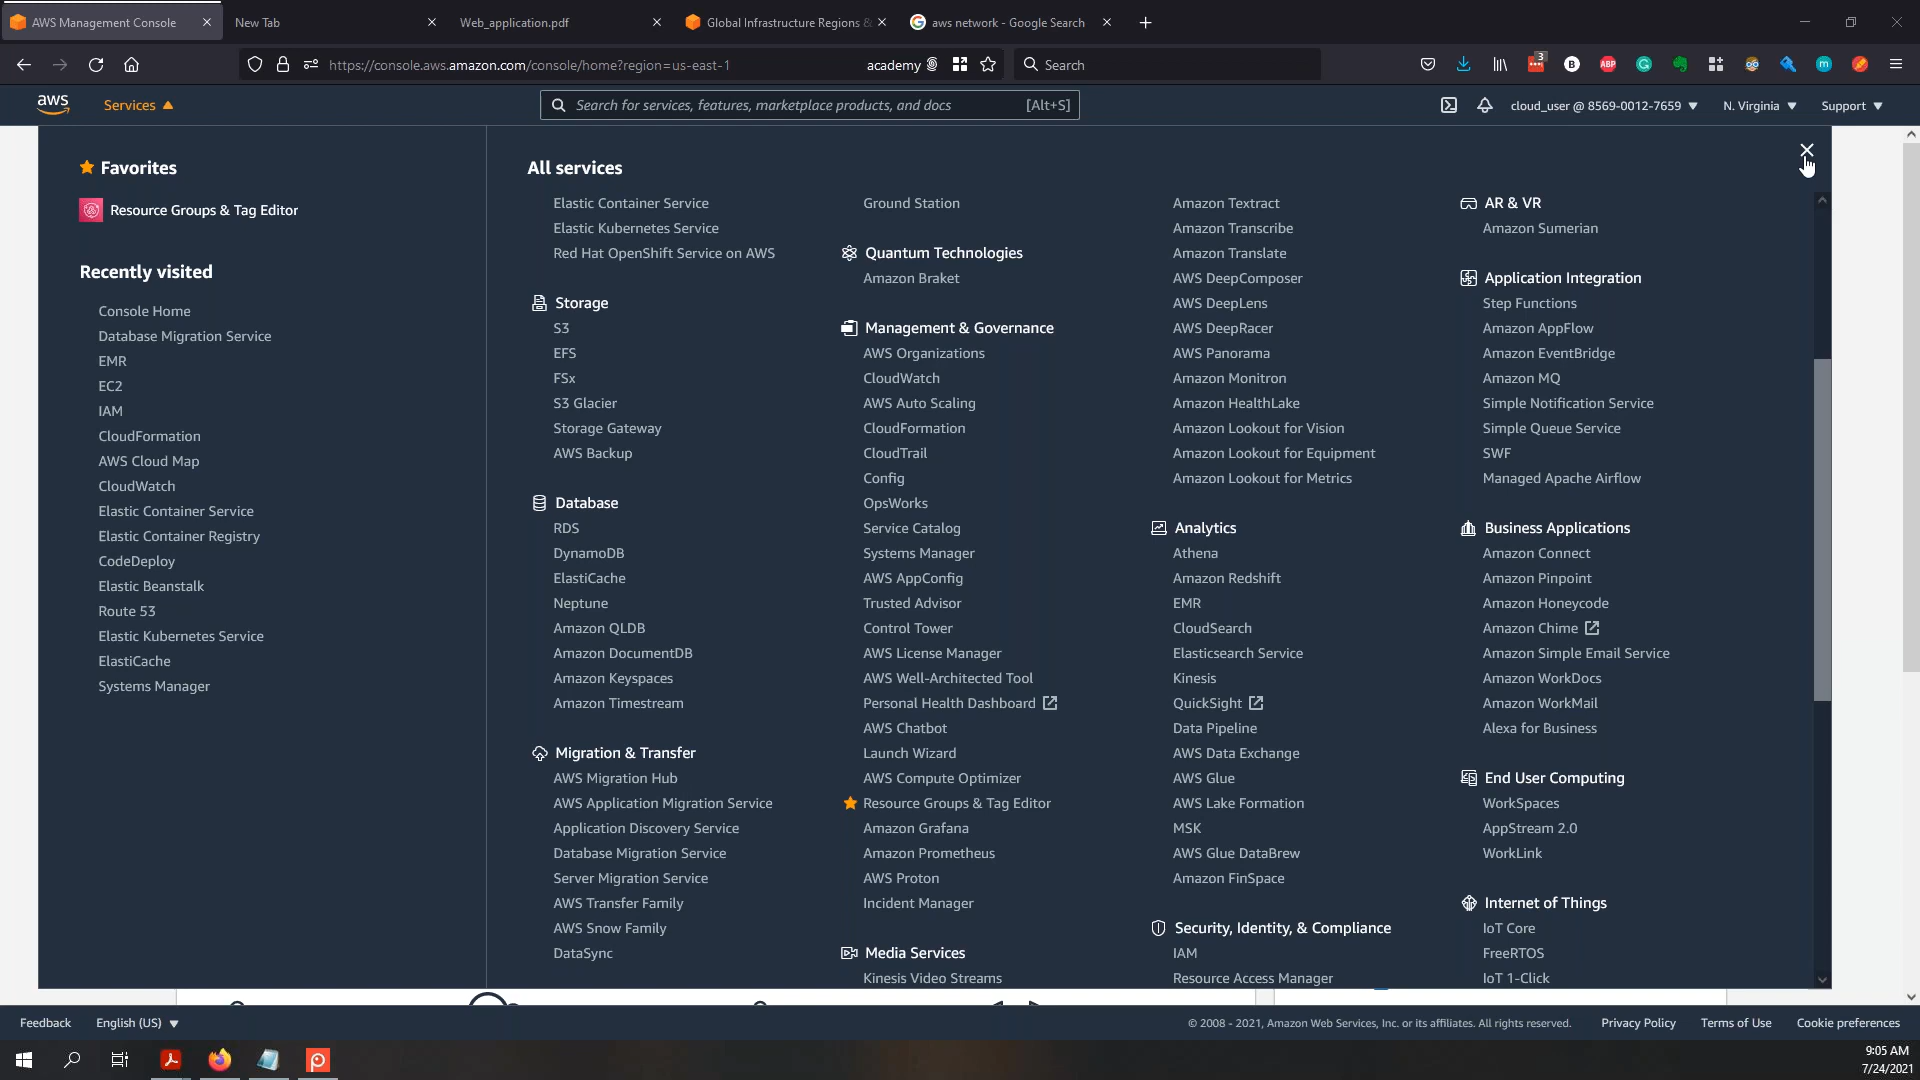 AWS Management Console
New Tab
Web_application.pdf
Global Infrastructure Regions &
aws network - Google Search
https://console.aws.amazon.com/console/home?region=us-east-1
academy
Search
3
B
ABP
aws
Services
Search for services, features, marketplace products, and docs [Alt+S]
cloud_user @ 8569-0012-7659
N. Virginia
Support
Favorites
Resource Groups & Tag Editor
Recently visited
Console Home
Database Migration Service
EMR
EC2
IAM
CloudFormation
AWS Cloud Map
CloudWatch
Elastic Container Service
Elastic Container Registry
CodeDeploy
Elastic Beanstalk
Route 53
Elastic Kubernetes Service
ElastiCache
Systems Manager
All services
Elastic Container Service
Elastic Kubernetes Service
Red Hat OpenShift Service on AWS
Storage
S3
EFS
FSx
S3 Glacier
Storage Gateway
AWS Backup
Database
RDS
DynamoDB
ElastiCache
Neptune
Amazon QLDB
Amazon DocumentDB
Amazon Keyspaces
Amazon Timestream
Migration & Transfer
AWS Migration Hub
AWS Application Migration Service
Application Discovery Service
Database Migration Service
Server Migration Service
AWS Transfer Family
AWS Snow Family
DataSync
Ground Station
Quantum Technologies
Amazon Braket
Management & Governance
AWS Organizations
CloudWatch
AWS Auto Scaling
CloudFormation
CloudTrail
Config
OpsWorks
Service Catalog
Systems Manager
AWS AppConfig
Trusted Advisor
Control Tower
AWS License Manager
AWS Well-Architected Tool
Personal Health Dashboard
AWS Chatbot
Launch Wizard
AWS Compute Optimizer
Resource Groups & Tag Editor
Amazon Grafana
Amazon Prometheus
AWS Proton
Incident Manager
Media Services
Kinesis Video Streams
Amazon Textract
Amazon Transcribe
Amazon Translate
AWS DeepComposer
AWS DeepLens
AWS DeepRacer
AWS Panorama
Amazon Monitron
Amazon HealthLake
Amazon Lookout for Vision
Amazon Lookout for Equipment
Amazon Lookout for Metrics
Analytics
Athena
Amazon Redshift
EMR
CloudSearch
Elasticsearch Service
Kinesis
QuickSight
Data Pipeline
AWS Data Exchange
AWS Glue
AWS Lake Formation
MSK
AWS Glue DataBrew
Amazon FinSpace
Security, Identity, & Compliance
IAM
Resource Access Manager
AR & VR
Amazon Sumerian
Application Integration
Step Functions
Amazon AppFlow
Amazon EventBridge
Amazon MQ
Simple Notification Service
Simple Queue Service
SWF
Managed Apache Airflow
Business Applications
Amazon Connect
Amazon Pinpoint
Amazon Honeycode
Amazon Chime
Amazon Simple Email Service
Amazon WorkDocs
Amazon WorkMail
Alexa for Business
End User Computing
WorkSpaces
AppStream 2.0
WorkLink
Internet of Things
IoT Core
FreeRTOS
IoT 1-Click
Feedback
English (US)
© 2008 - 2021, Amazon Web Services, Inc. or its affiliates. All rights reserved.
Privacy Policy
Terms of Use
Cookie preferences
9:05 AM
7/24/2021